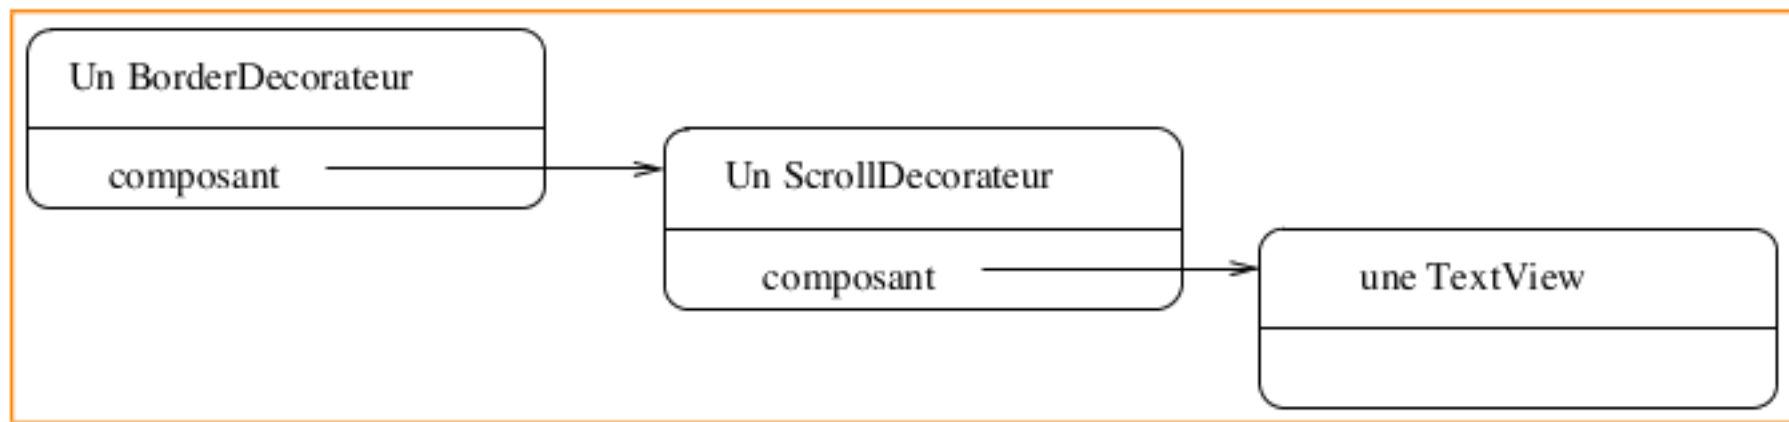 Un BorderDecorateur
composant
Un ScrollDecorateur
composant
une TextView